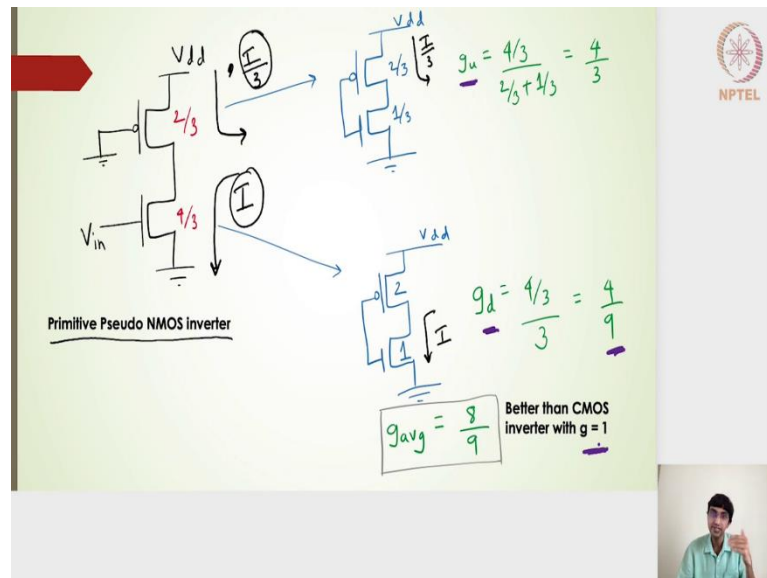 Vdd
I/3
2/3
Vin
4/3
I
Primitive Pseudo NMOS inverter
Vdd
2/3
I/3
1/3
gu = 4/3 / 2/3 + 1/3 = 4/3
NPTEL
Vdd
2
1
I
gd = 4/3 / 3 = 4/9
gavg = 8/9
Better than CMOS
inverter with g = 1